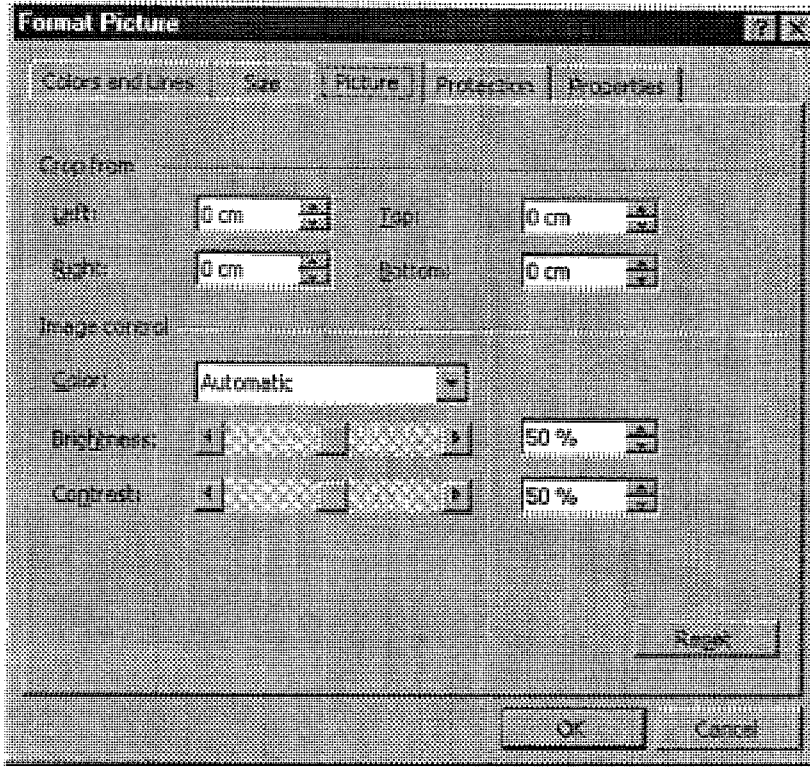 Format Picture
Colors and Lines Size Picture Protection Properties
Crop from
Left: 0 cm Top: 0 cm
Right: 0 cm Bottom: 0 cm
Image control
Color: Automatic
Brightness: 50 %
Contrast: 50 %
Reset
OK Cancel